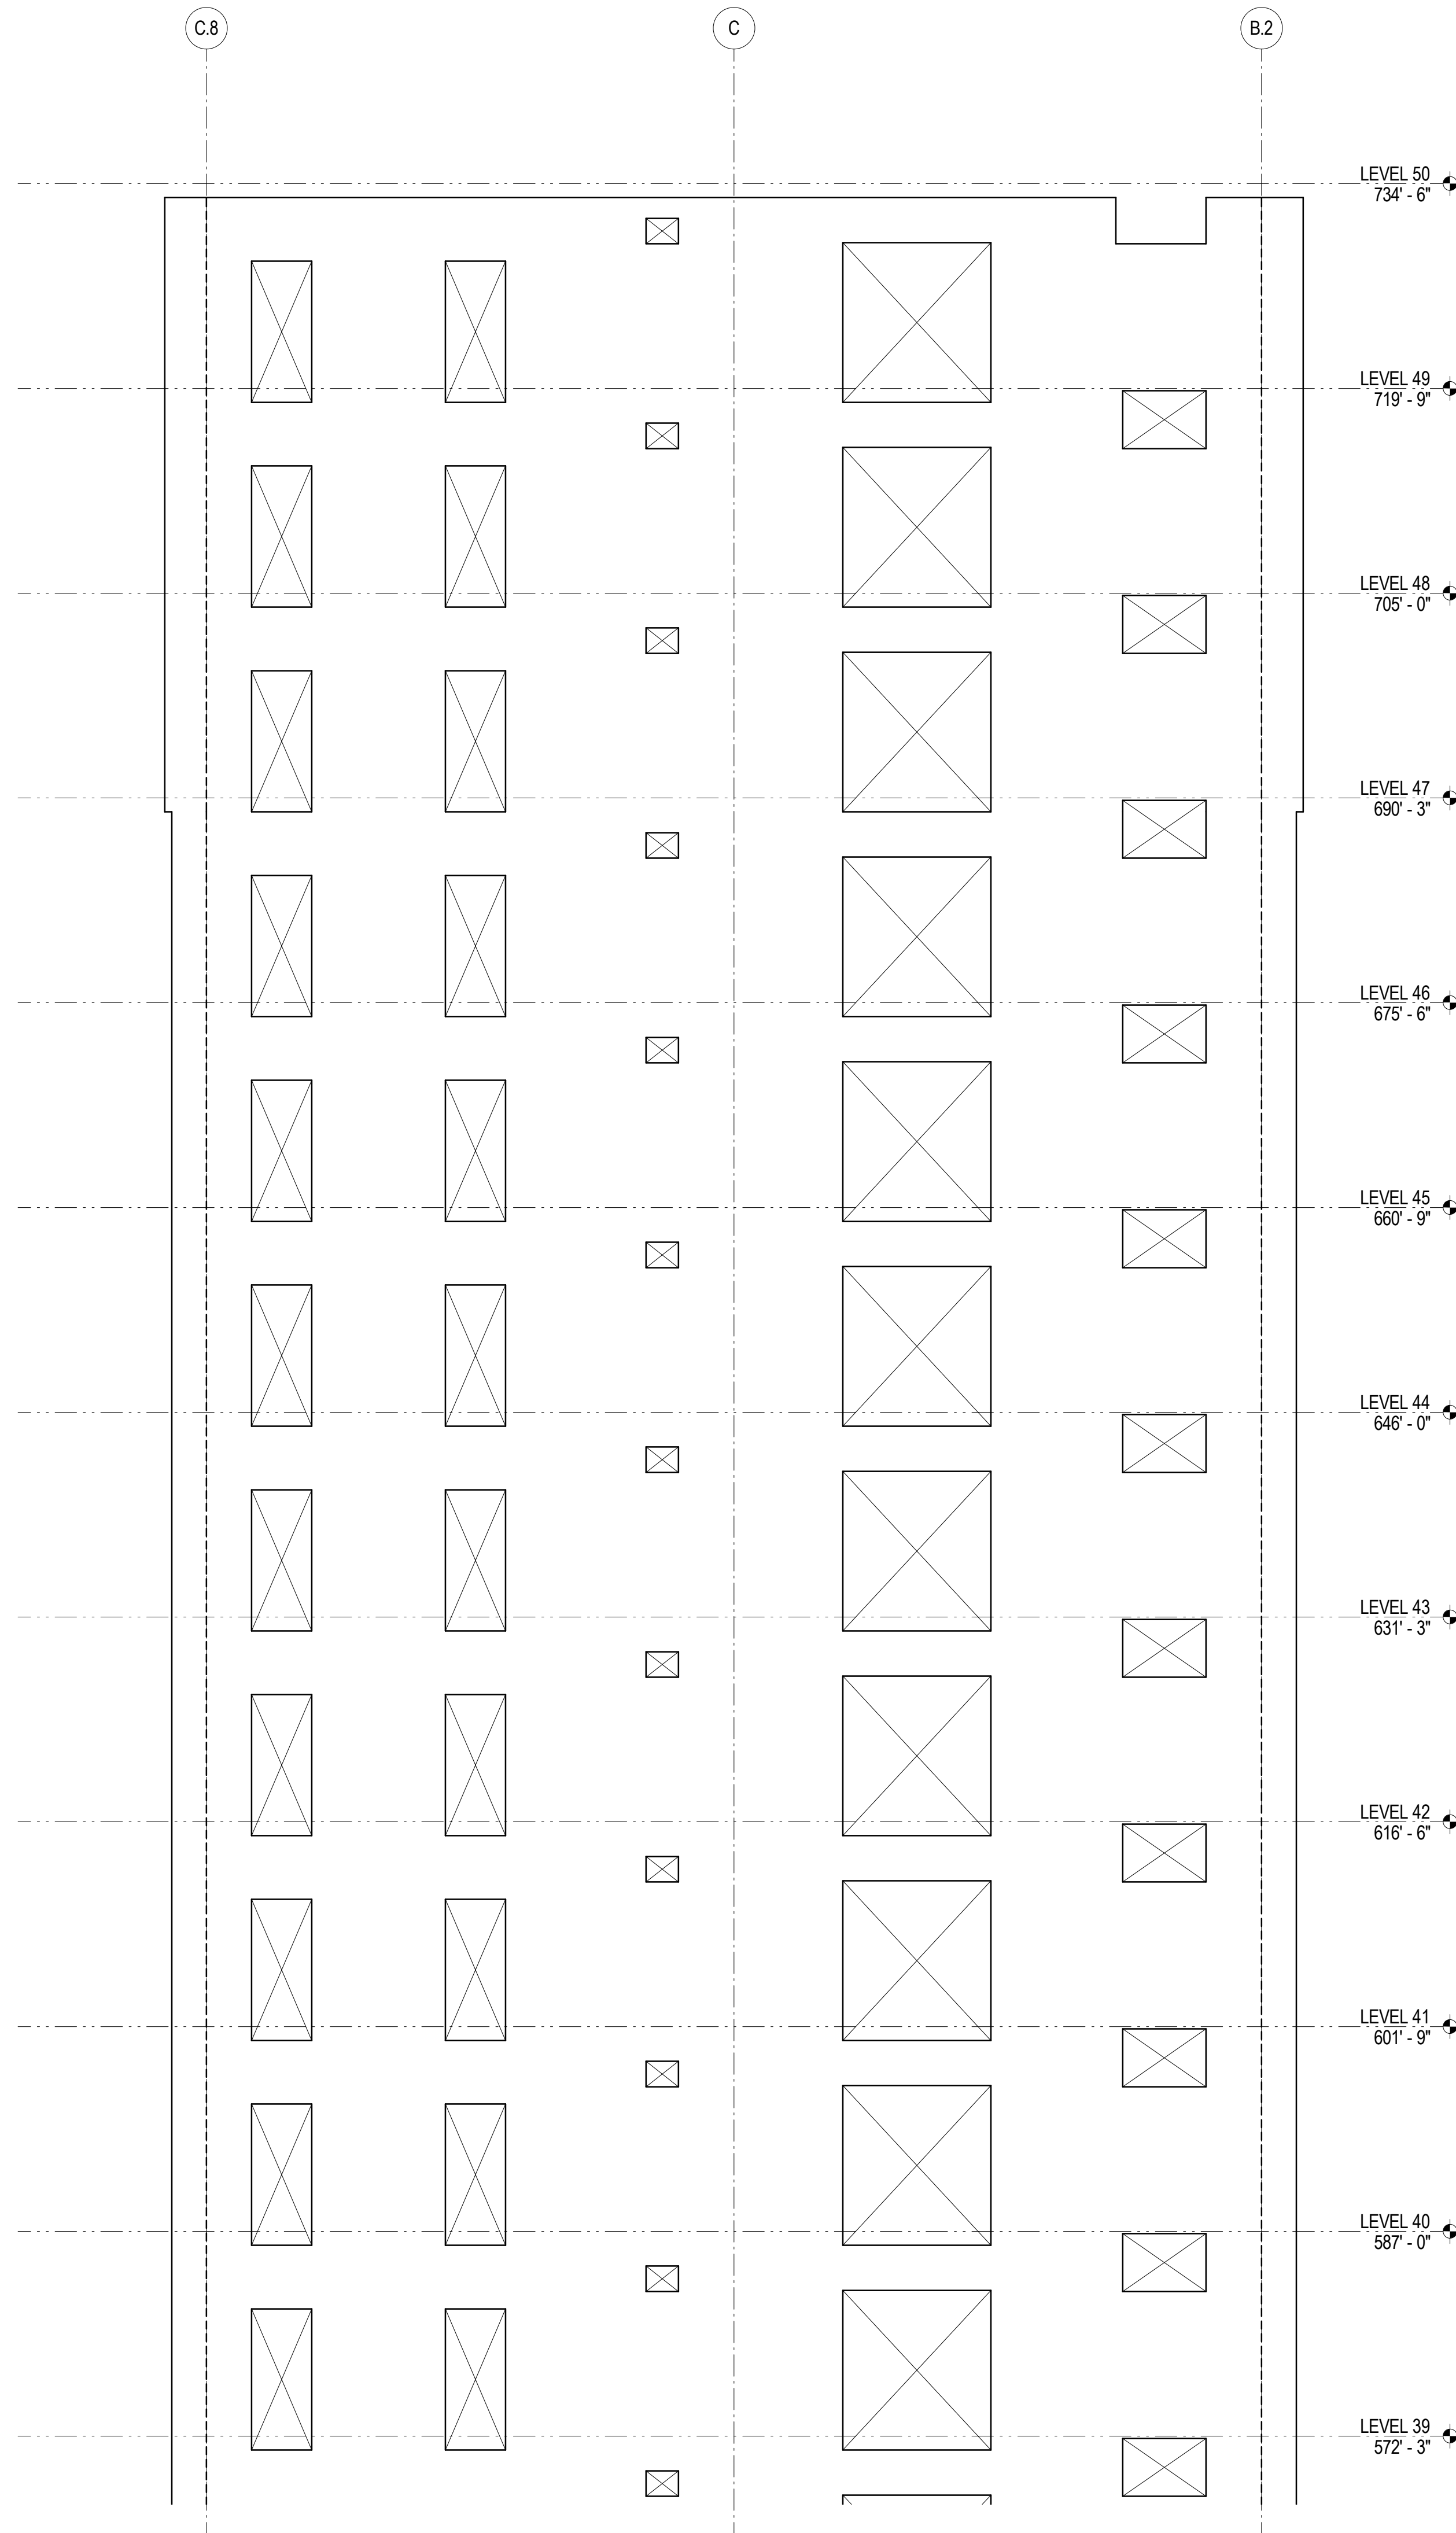 C.8
C
B.2
LEVEL 50
734' - 6"
LEVEL 49
719' - 9"
LEVEL 48
705' - 0"
LEVEL 47
690' - 3"
LEVEL 46
675' - 6"
LEVEL 45
660' - 9"
LEVEL 44
646' - 0"
LEVEL 43
631' - 3"
LEVEL 42
616' - 6"
LEVEL 41
601' - 9"
LEVEL 40
587' - 0"
LEVEL 39
572' - 3"